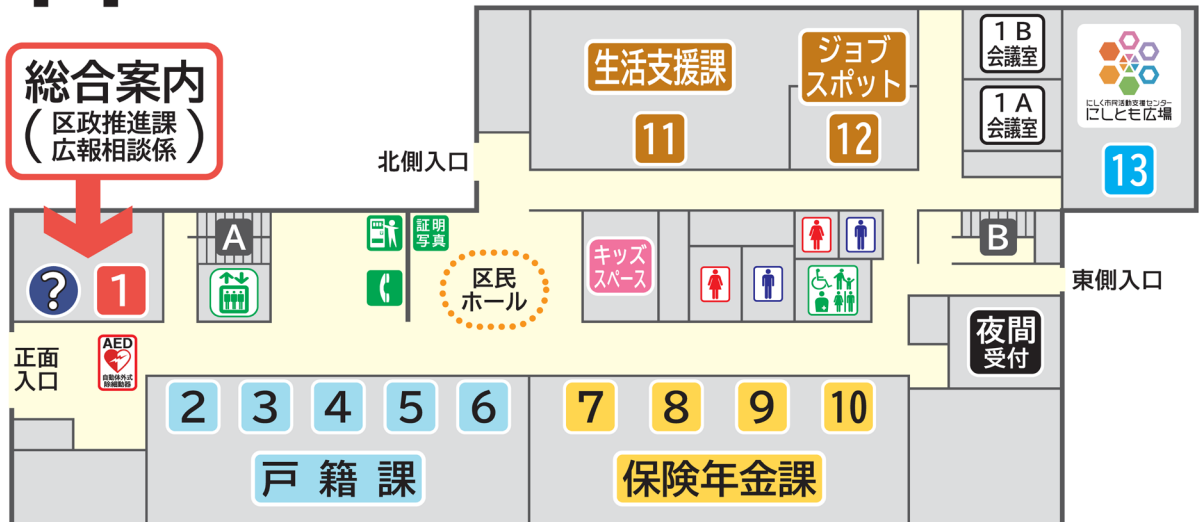 総合案内
(区政推進課
広報相談係)
生活支援課
11
ジョブ
スポット
12
1B
会議室
1A
会議室
にしく市民活動支援センター
にしとも広場
13
北側入口
A
証明
写真
区民
ホール
キッズ
スペース
B
東側入口
?
1
正面
入口
AED
自動体外式
除細動器
夜間
受付
2
3
4
5
6
戸籍課
7
8
9
10
保険年金課